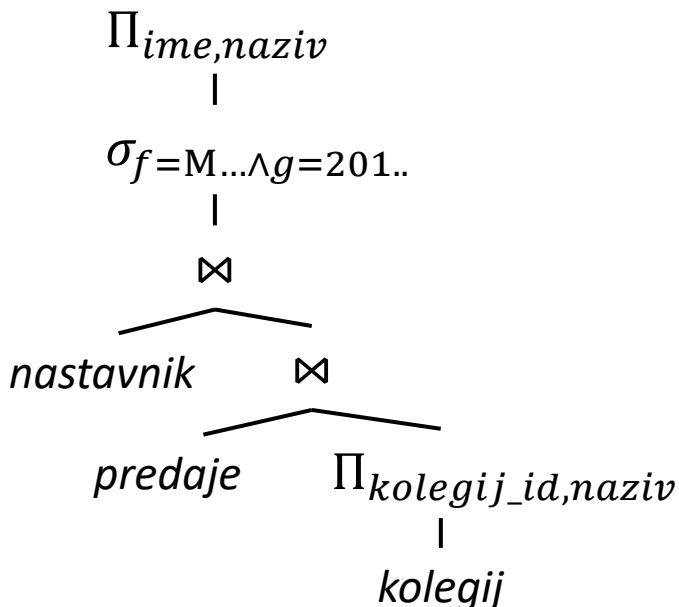 Π_{ime,naziv}
σ_{f=M...∧g=201..}
⋈
nastavnik ⋈
predaje Π_{kolegij_id,naziv}
kolegij